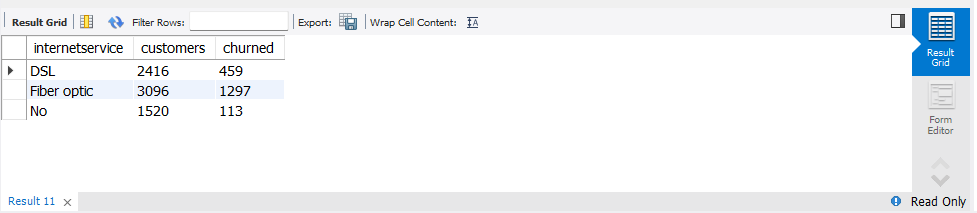 Result Grid Filter Rows: Export: Wrap Cell Content:
internetservice customers churned
DSL 2416 459
Fiber optic 3096 1297
No 1520 113
Result
Grid
Form
Editor
Result 11 Read Only